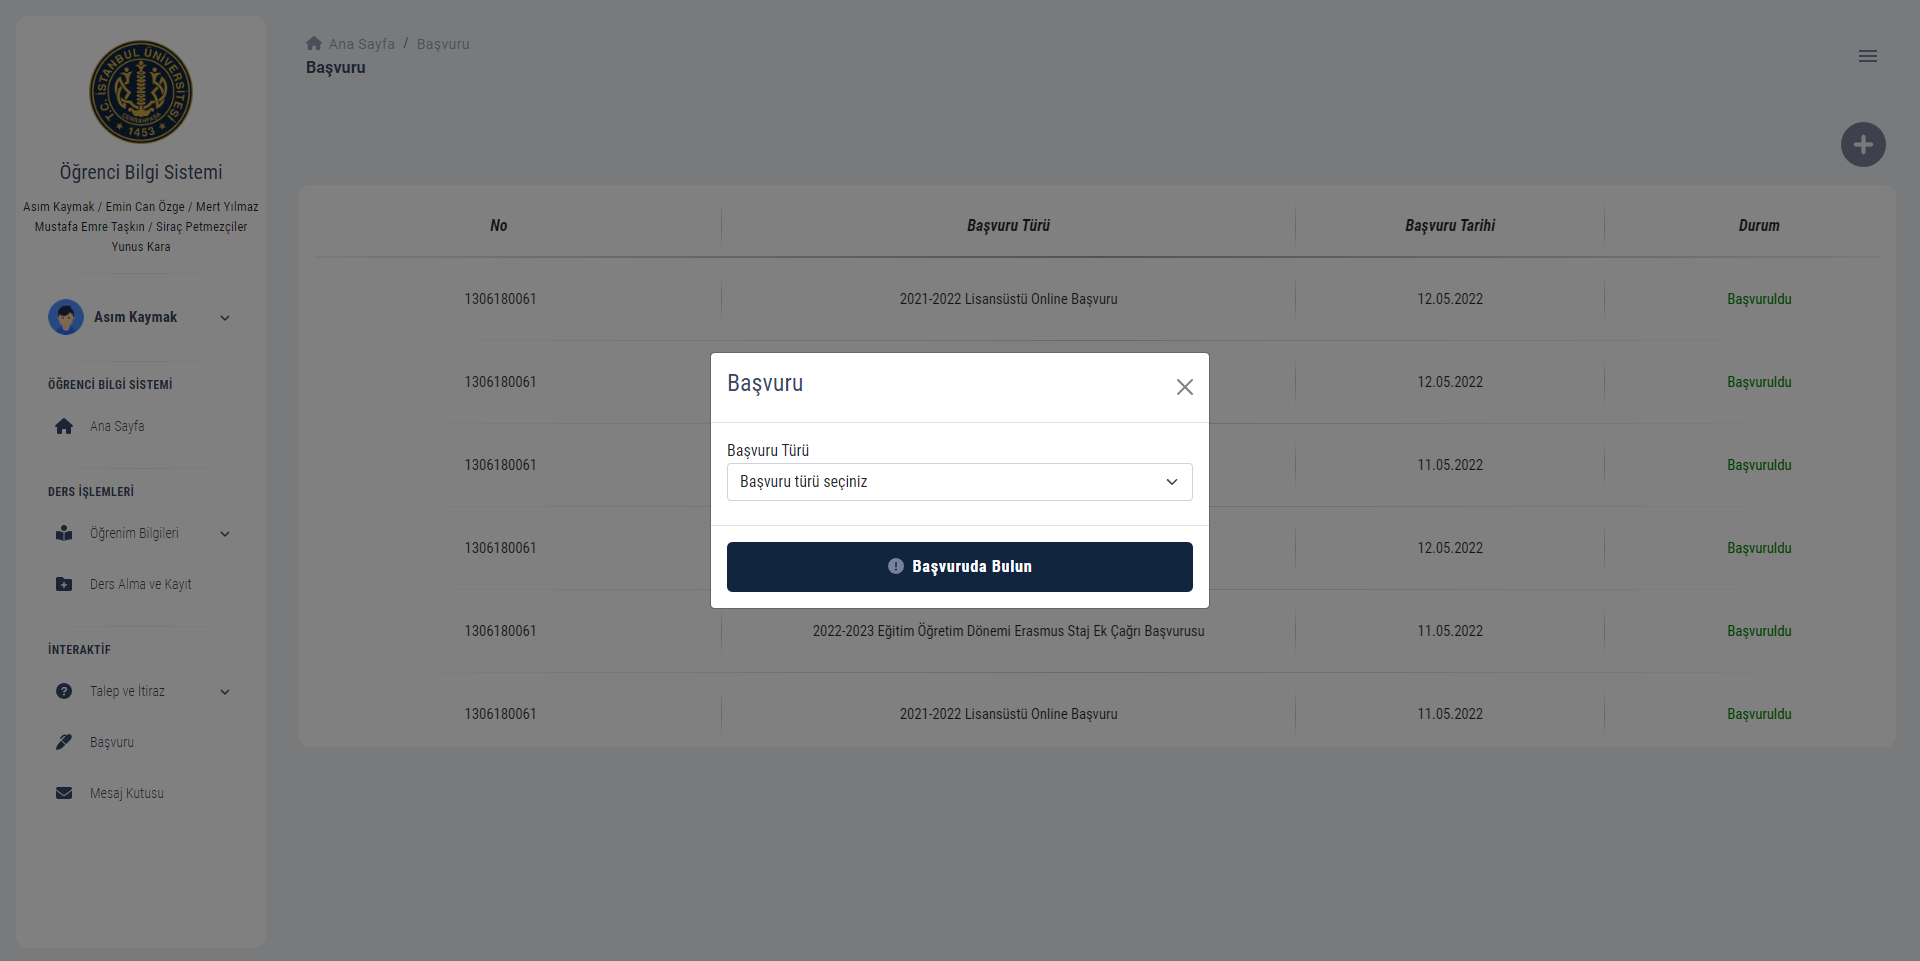 T.C. İSTANBUL ÜNİVERSİTESİ
CERRAHPAŞA
1453
Öğrenci Bilgi Sistemi
Asım Kaymak / Emin Can Özge / Mert Yılmaz
Mustafa Emre Taşkın / Siraç Petmezçiler
Yunus Kara
Asım Kaymak
ÖĞRENCİ BİLGİ SİSTEMİ
Ana Sayfa
DERS İŞLEMLERİ
Öğrenim Bilgileri
Ders Alma ve Kayıt
İNTERAKTİF
Talep ve İtiraz
Başvuru
Mesaj Kutusu
Ana Sayfa / Başvuru
Başvuru
No Başvuru Türü Başvuru Tarihi Durum
1306180061 2021-2022 Lisansüstü Online Başvuru 12.05.2022 Başvuruldu
1306180061 12.05.2022 Başvuruldu
1306180061 11.05.2022 Başvuruldu
1306180061 12.05.2022 Başvuruldu
1306180061 2022-2023 Eğitim Öğretim Dönemi Erasmus Staj Ek Çağrı Başvurusu 11.05.2022 Başvuruldu
1306180061 2021-2022 Lisansüstü Online Başvuru 11.05.2022 Başvuruldu
Başvuru
Başvuru Türü
Başvuru türü seçiniz
Başvuruda Bulun